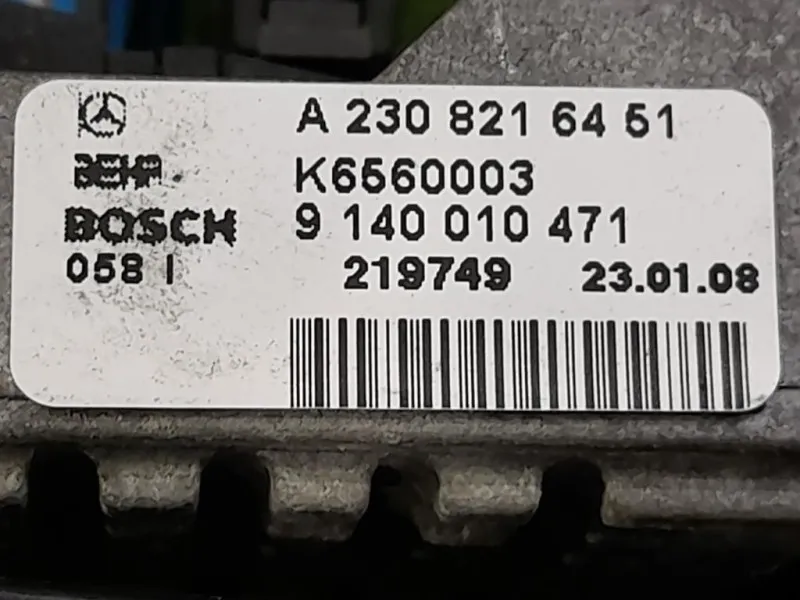 A 230 821 64 51
BEHR K6560003
BOSCH 9 140 010 471
058 I 219749 23.01.08